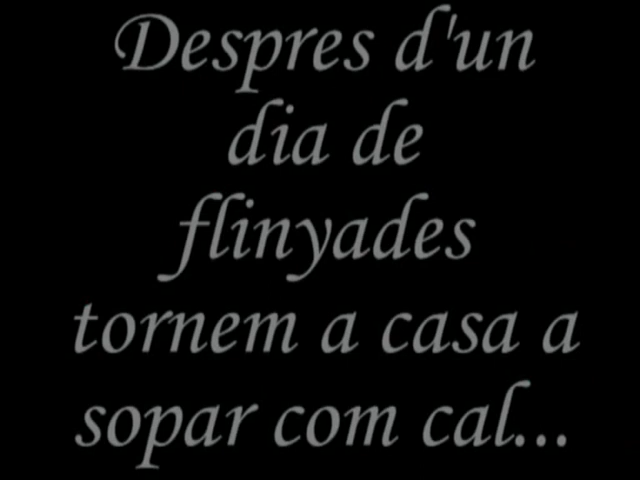 Despres d'un
dia de
flinyades
tornem a casa a
sopar com cal...